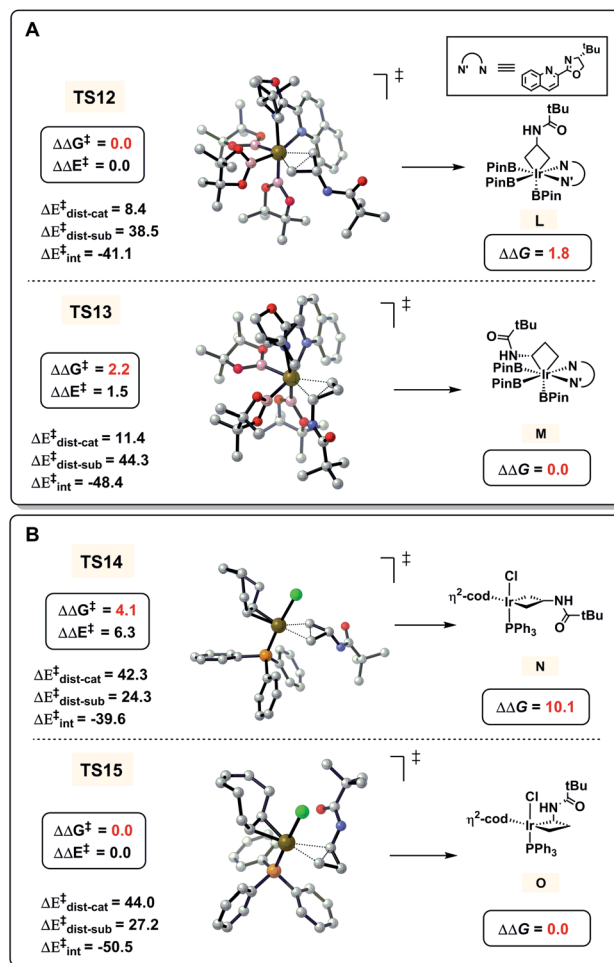 A
N' N ≡ N N O tBu
TS12
‡
ΔΔG‡ = 0.0
ΔΔE‡ = 0.0
ΔE‡dist-cat = 8.4
ΔE‡dist-sub = 38.5
ΔE‡int = -41.1
tBu
HN O
PinB Ir N
PinB N'
BPin
L
ΔΔG = 1.8
TS13
‡
ΔΔG‡ = 2.2
ΔΔE‡ = 1.5
ΔE‡dist-cat = 11.4
ΔE‡dist-sub = 44.3
ΔE‡int = -48.4
tBu
O
HN
PinB Ir N
PinB N'
BPin
M
ΔΔG = 0.0
B
TS14
‡
ΔΔG‡ = 4.1
ΔΔE‡ = 6.3
ΔE‡dist-cat = 42.3
ΔE‡dist-sub = 24.3
ΔE‡int = -39.6
Cl
η2-cod Ir HN tBu
PPh3 O
N
ΔΔG = 10.1
TS15
‡
ΔΔG‡ = 0.0
ΔΔE‡ = 0.0
ΔE‡dist-cat = 44.0
ΔE‡dist-sub = 27.2
ΔE‡int = -50.5
tBu
Cl HN O
η2-cod Ir
PPh3
O
ΔΔG = 0.0